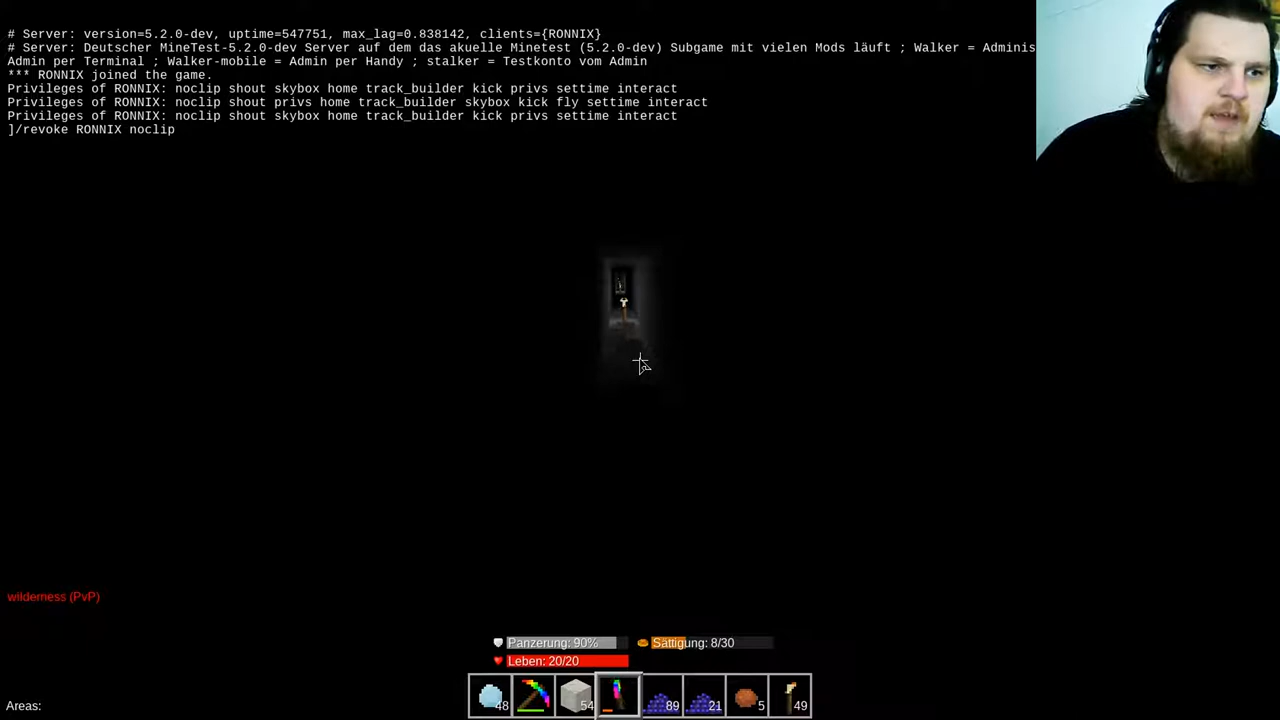 # Server: version=5.2.0-dev, uptime=547751, max_lag=0.838142, clients={RONNIX}
# Server: Deutscher MineTest-5.2.0-dev Server auf dem das akuelle Minetest (5.2.0-dev) Subgame mit vielen Mods läuft ; Walker = Adminis
Admin per Terminal ; Walker-mobile = Admin per Handy ; stalker = Testkonto vom Admin
*** RONNIX joined the game.
Privileges of RONNIX: noclip shout skybox home track_builder kick privs settime interact
Privileges of RONNIX: noclip shout privs home track_builder skybox kick fly settime interact
Privileges of RONNIX: noclip shout skybox home track_builder kick privs settime interact
]/revoke RONNIX noclip
wilderness (PvP)
Panzerung: 90% Sättigung: 8/30
Leben: 20/20
48 54 89 21 5 49
Areas: